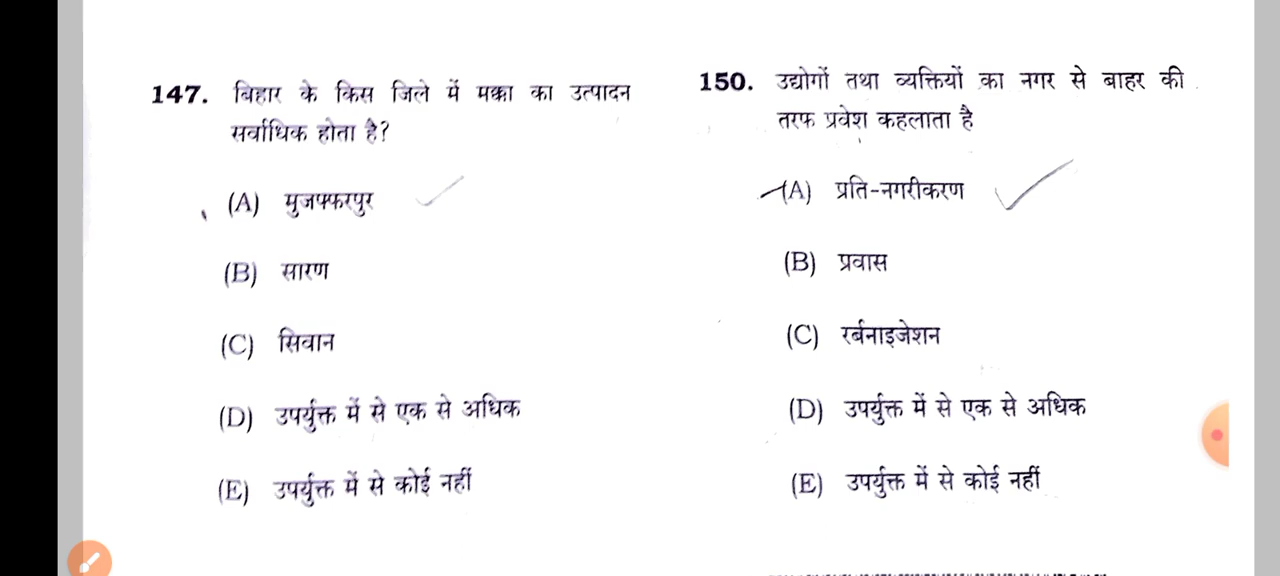 147. बिहार के किस जिले में मक्का का उत्पादन
सर्वाधिक होता है?
(A) मुजफ्फरपुर
(B) सारण
(C) सिवान
(D) उपर्युक्त में से एक से अधिक
(E) उपर्युक्त में से कोई नहीं
150. उद्योगों तथा व्यक्तियों का नगर से बाहर की
तरफ प्रवेश कहलाता है
(A) प्रति-नगरीकरण
(B) प्रवास
(C) रर्बनाइजेशन
(D) उपर्युक्त में से एक से अधिक
(E) उपर्युक्त में से कोई नहीं